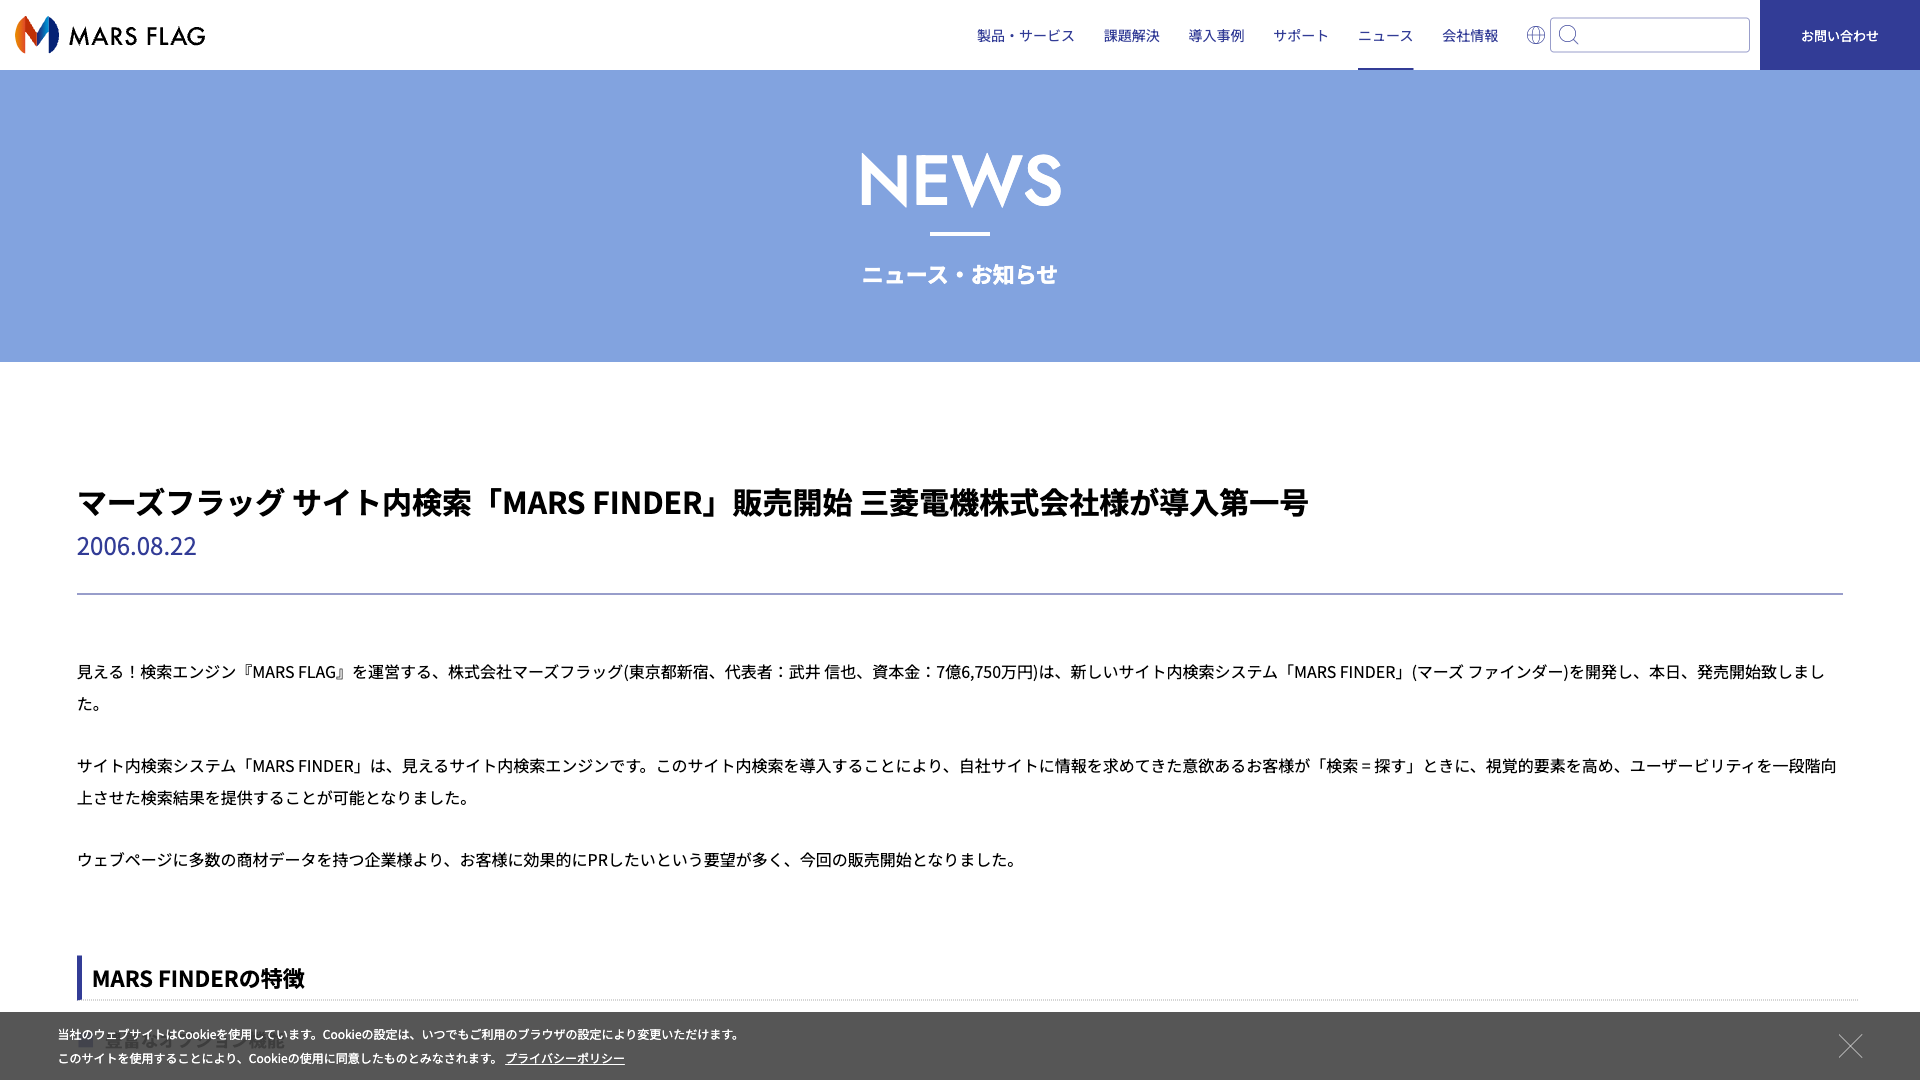 MARS FLAG
製品・サービス 課題解決 導入事例 サポート ニュース 会社情報 お問い合わせ
NEWS
ニュース・お知らせ
マーズフラッグ サイト内検索「MARS FINDER」販売開始 三菱電機株式会社様が導入第一号
2006.08.22
見える！検索エンジン『MARS FLAG』を運営する、株式会社マーズフラッグ(東京都新宿、代表者：武井 信也、資本金：7億6,750万円)は、新しいサイト内検索システム「MARS FINDER」(マーズ ファインダー)を開発し、本日、発売開始致しまし
た。
サイト内検索システム「MARS FINDER」は、見えるサイト内検索エンジンです。このサイト内検索を導入することにより、自社サイトに情報を求めてきた意欲あるお客様が「検索 = 探す」ときに、視覚的要素を高め、ユーザービリティを一段階向
上させた検索結果を提供することが可能となりました。
ウェブページに多数の商材データを持つ企業様より、お客様に効果的にPRしたいという要望が多く、今回の販売開始となりました。
MARS FINDERの特徴
豊富なオプション機能
当社のウェブサイトはCookieを使用しています。Cookieの設定は、いつでもご利用のブラウザの設定により変更いただけます。
このサイトを使用することにより、Cookieの使用に同意したものとみなされます。 プライバシーポリシー